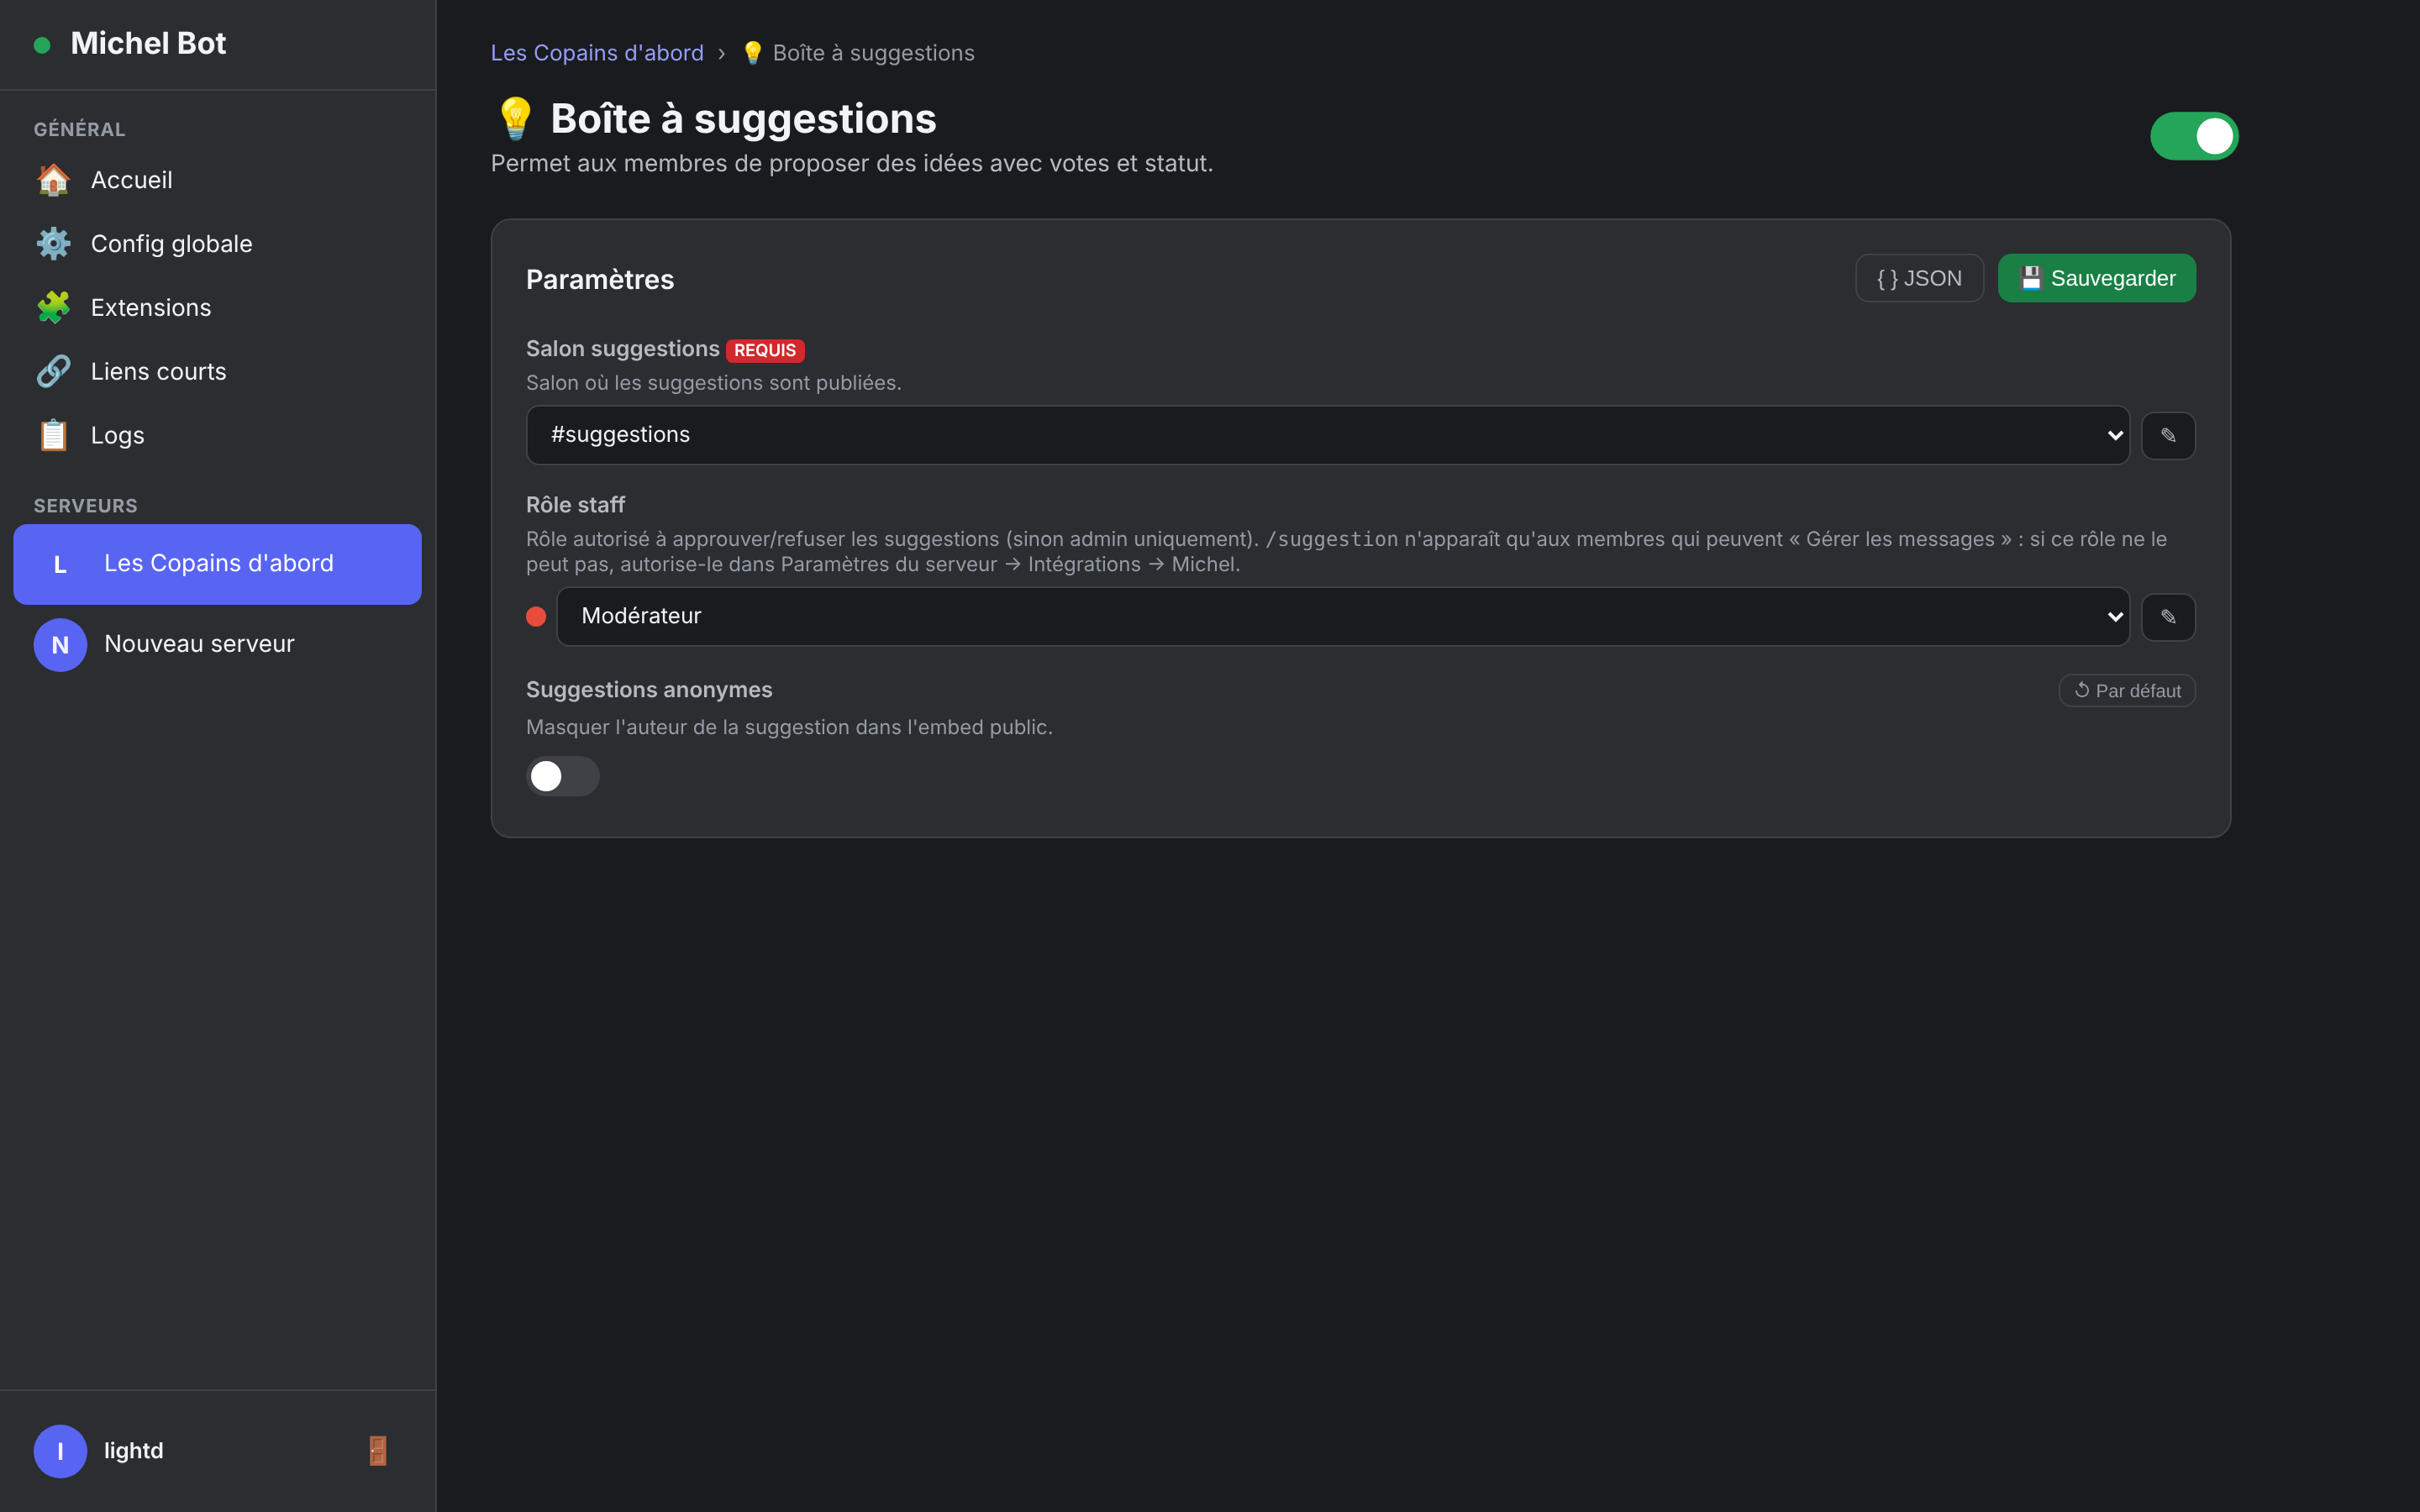 Michel Bot
GÉNÉRAL
Accueil
Config globale
Extensions
Liens courts
Logs
SERVEURS
L Les Copains d'abord
N Nouveau serveur
l lightd
Les Copains d'abord › Boîte à suggestions
Boîte à suggestions
Permet aux membres de proposer des idées avec votes et statut.
Paramètres
{ } JSON
Sauvegarder
Salon suggestions REQUIS
Salon où les suggestions sont publiées.
#suggestions
Rôle staff
Rôle autorisé à approuver/refuser les suggestions (sinon admin uniquement). /suggestion n'apparaît qu'aux membres qui peuvent « Gérer les messages » : si ce rôle ne le
peut pas, autorise-le dans Paramètres du serveur → Intégrations → Michel.
Modérateur
Suggestions anonymes
Par défaut
Masquer l'auteur de la suggestion dans l'embed public.